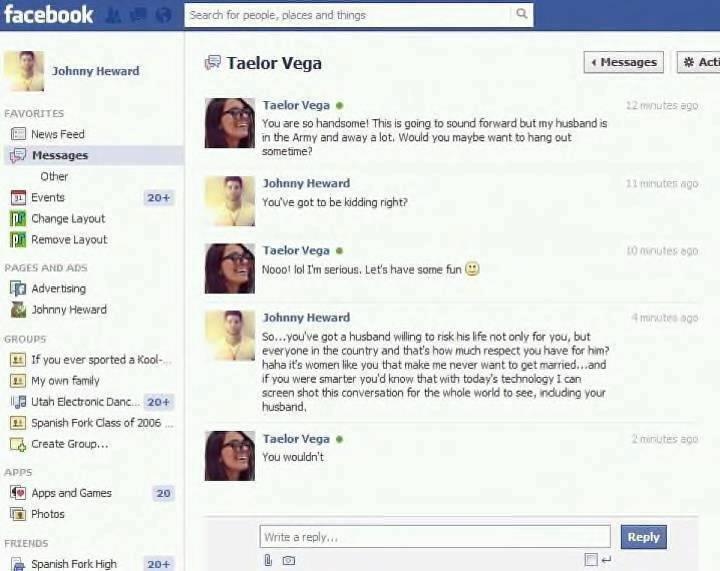 facebook
Search for people, places and things
Johnny Heward
FAVORITES
News Feed
Messages
Other
Events 20+
Change Layout
Remove Layout
PAGES AND ADS
Advertising
Johnny Heward
GROUPS
If you ever sported a Kool-...
My own family
Utah Electronic Danc... 20+
Spanish Fork Class of 2006 ...
Create Group...
APPS
Apps and Games 20
Photos
FRIENDS
Spanish Fork High 20+
Taelor Vega
Messages
Acti
Taelor Vega 12 minutes ago
You are so handsome! This is going to sound forward but my husband is
in the Army and away a lot. Would you maybe want to hang out
sometime?
Johnny Heward 11 minutes ago
You've got to be kidding right?
Taelor Vega 10 minutes ago
Nooo! lol I'm serious. Let's have some fun
Johnny Heward 4 minutes ago
So...you've got a husband willing to risk his life not only for you, but
everyone in the country and that's how much respect you have for him?
haha it's women like you that make me never want to get married...and
if you were smarter you'd know that with today's technology I can
screen shot this conversation for the whole world to see, including your
husband.
Taelor Vega 2 minutes ago
You wouldn't
Write a reply...
Reply